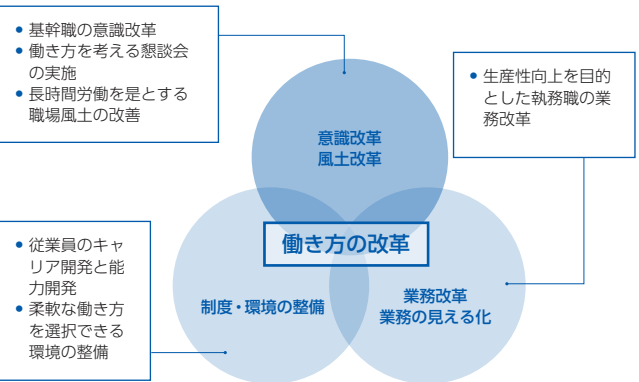 • 基幹職の意識改革
• 働き方を考える懇談会
の実施
• 長時間労働を是とする
職場風土の改善
• 生産性向上を目的
とした執務職の業
務改革
意識改革
風土改革
働き方の改革
• 従業員のキャ
リア開発と能
力開発
• 柔軟な働き方
を選択できる
環境の整備
制度・環境の整備
業務改革
業務の見える化